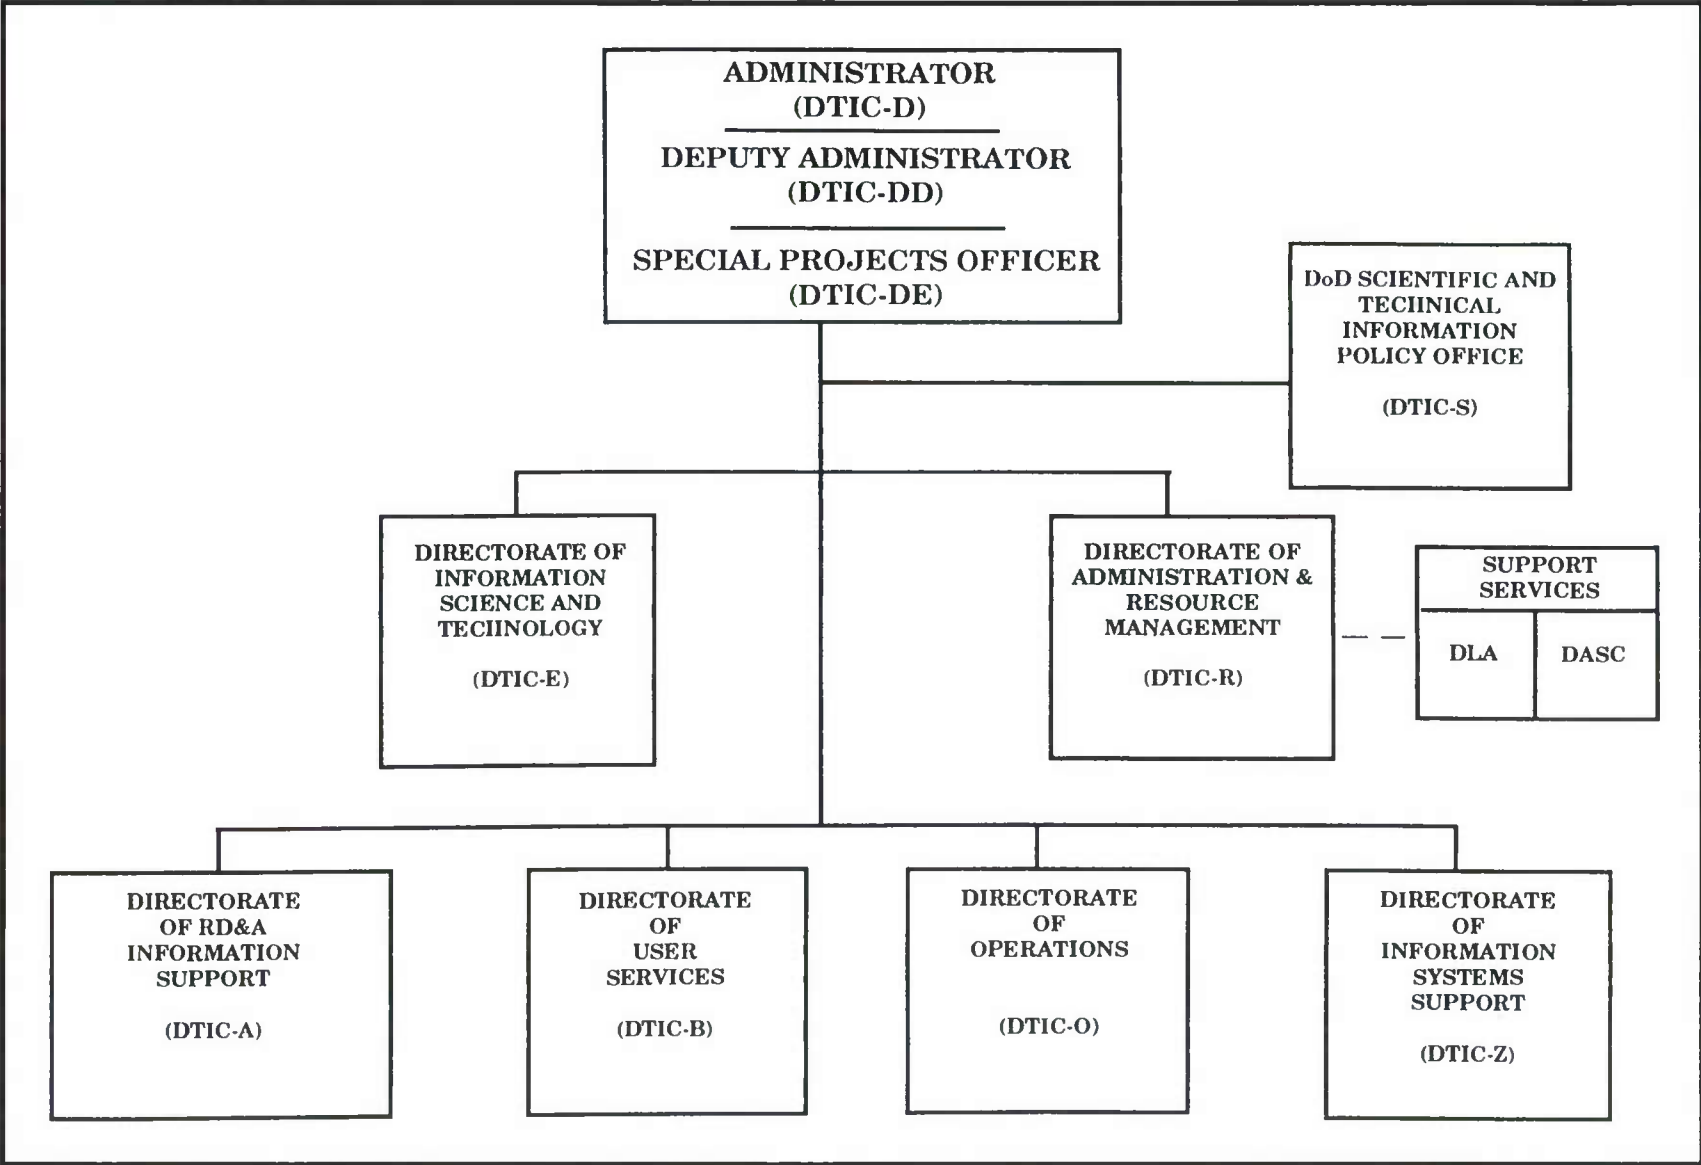 ADMINISTRATOR
(DTIC-D)
DEPUTY ADMINISTRATOR
(DTIC-DD)
SPECIAL PROJECTS OFFICER
(DTIC-DE)
DoD SCIENTIFIC AND
TECHNICAL
INFORMATION
POLICY OFFICE
(DTIC-S)
DIRECTORATE OF
INFORMATION
SCIENCE AND
TECHNOLOGY
(DTIC-E)
DIRECTORATE OF
ADMINISTRATION &
RESOURCE
MANAGEMENT
(DTIC-R)
SUPPORT
SERVICES
DLA
DASC
DIRECTORATE
OF RD&A
INFORMATION
SUPPORT
(DTIC-A)
DIRECTORATE
OF
USER
SERVICES
(DTIC-B)
DIRECTORATE
OF
OPERATIONS
(DTIC-O)
DIRECTORATE
OF
INFORMATION
SYSTEMS
SUPPORT
(DTIC-Z)